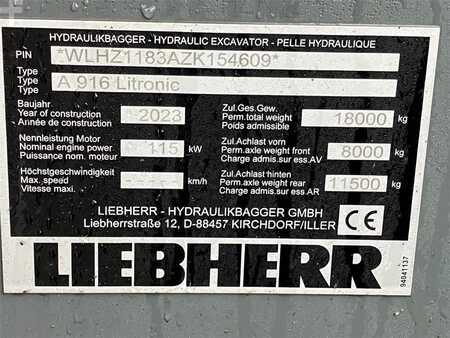 HYDRAULIKBAGGER - HYDRAULIC EXCAVATOR - PELLE HYDRAULIQUE
PIN *WLHZ1183AZK154609*
Type
Type A 916 Litronic
Type
Baujahr
Year of construction 2023
Année de construction
Nennleistung Motor
Nominal engine power 115 kW
Puissance nom. moteur
Höchstgeschwindigkeit
Max. speed km/h
Vitesse maxi.
Zul.Ges.Gew.
Perm.total weight 18000 kg
Poids admissible
Zul.Achlast vorn
Perm.axle weight front 8000 kg
Charge admis.sur ess.AV
Zul.Achlast hinten
Perm.axle weight rear 11500 kg
Charge admis.sur ess.AR
LIEBHERR - HYDRAULIKBAGGER GMBH
Liebherrstraße 12, D-88457 KIRCHDORF/ILLER
CE
LIEBHERR
94041137